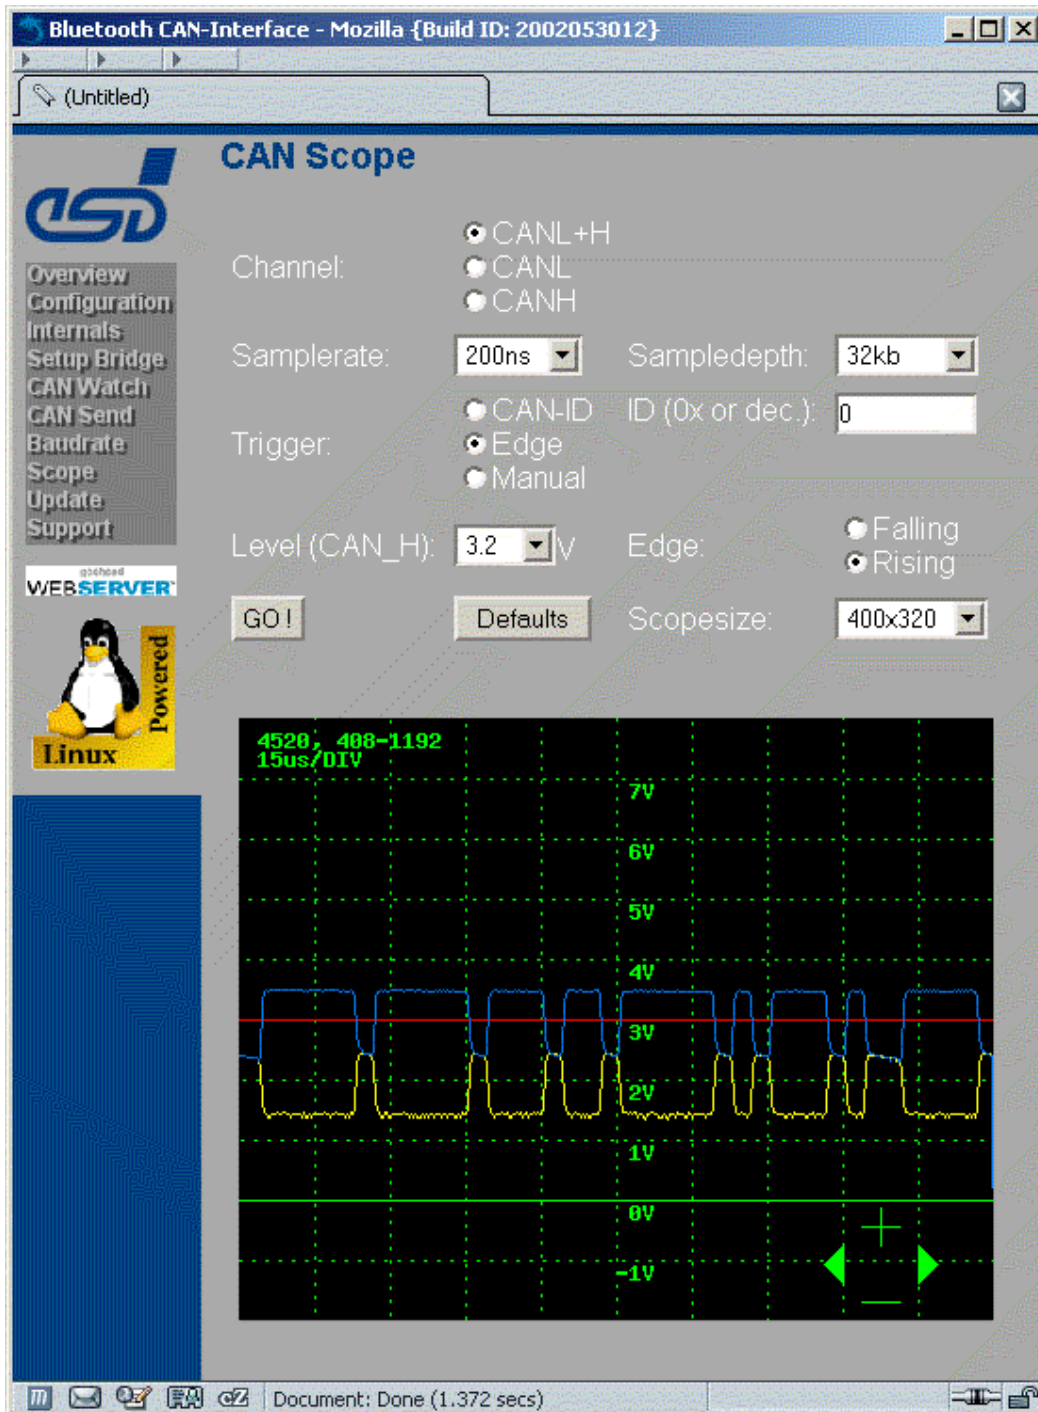 Bluetooth CAN-Interface - Mozilla {Build ID: 2002053012}
(Untitled)
esd
CAN Scope
Overview
Configuration
Internals
Setup Bridge
CAN Watch
CAN Send
Baudrate
Scope
Update
Support
goahead
WEBSERVER™
Linux
Powered
Channel:
CANL+H
CANL
CANH
Samplerate:
200ns
Sampledepth:
32kb
Trigger:
CAN-ID
Edge
Manual
ID (0x or dec.):
0
Level (CAN_H):
3.2
V
Edge:
Falling
Rising
GO !
Defaults
Scopesize:
400x320
4520, 408-1192
15us/DIV
7V
6V
5V
4V
3V
2V
1V
0V
-1V
Document: Done (1.372 secs)